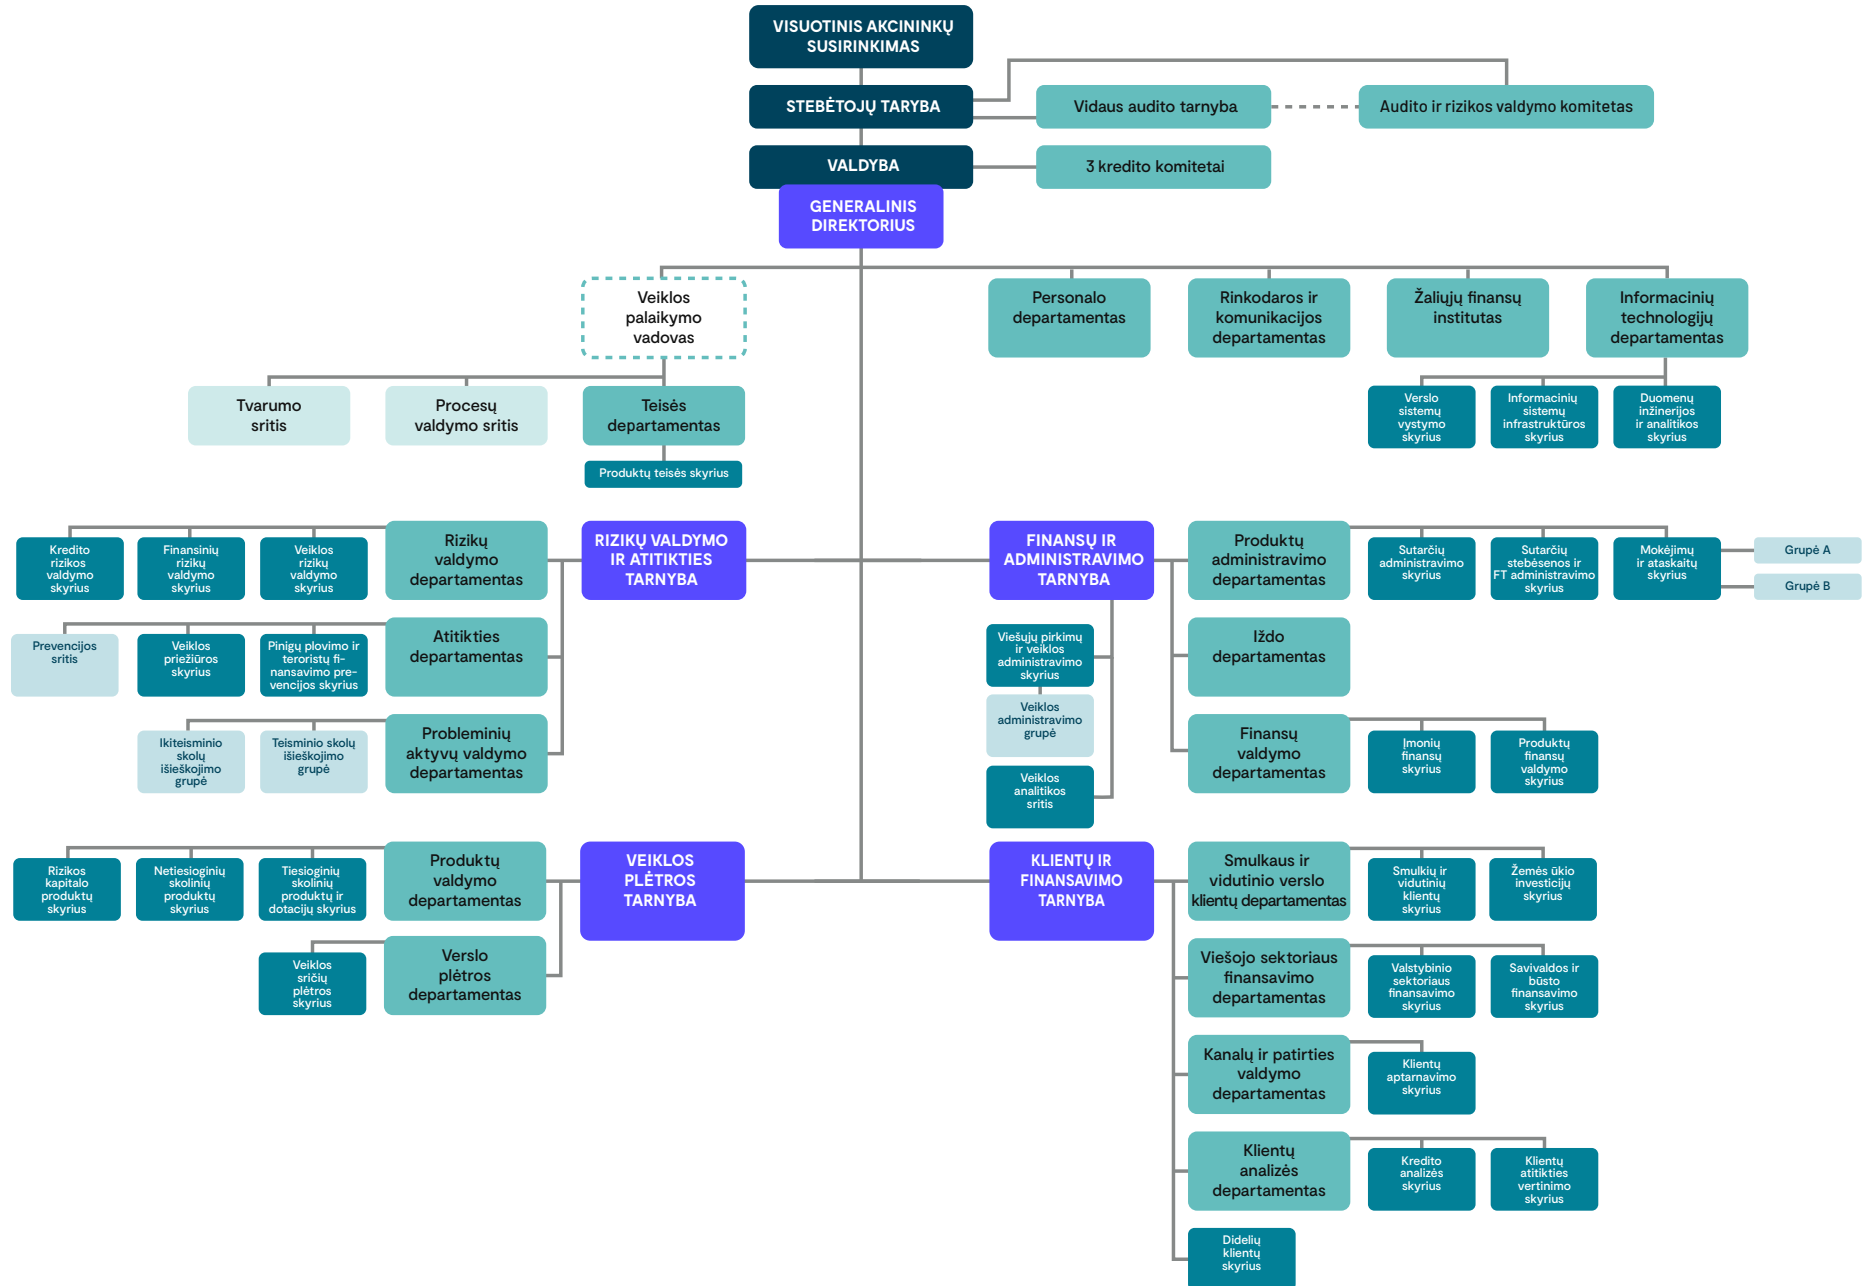 VISUOTINIS AKCININKŲ
SUSIRINKIMAS
STEBĖTOJŲ TARYBA
Vidaus audito tarnyba
Audito ir rizikos valdymo komitetas
VALDYBA
3 kredito komitetai
GENERALINIS
DIREKTORIUS
Veiklos
palaikymo
vadovas
Personalo
departamentas
Rinkodaros ir
komunikacijos
departamentas
Žaliųjų finansų
institutas
Informacinių
technologijų
departamentas
Tvarumo
sritis
Procesų
valdymo sritis
Teisės
departamentas
Produktų teisės skyrius
Verslo
sistemų
vystymo
skyrius
Informacinių
sistemų
infrastruktūros
skyrius
Duomenų
inžinerijos
ir analitikos
skyrius
Kredito
rizikos
valdymo
skyrius
Finansinių
rizikų
valdymo
skyrius
Veiklos
rizikų
valdymo
skyrius
Rizikų
valdymo
departamentas
RIZIKŲ VALDYMO
IR ATITIKTIES
TARNYBA
Prevencijos
sritis
Veiklos
priežiūros
skyrius
Pinigų plovimo ir
teroristų fi-
nansavimo pre-
vencijos skyrius
Atitikties
departamentas
Ikiteisminio
skolų
išieškojimo
grupė
Teisminio skolų
išieškojimo
grupė
Probleminių
aktyvų valdymo
departamentas
FINANSŲ IR
ADMINISTRAVIMO
TARNYBA
Produktų
administravimo
departamentas
Sutarčių
administravimo
skyrius
Sutarčių
stebėsenos ir
FT administravimo
skyrius
Mokėjimų
ir ataskaitų
skyrius
Grupė A
Grupė B
Viešųjų pirkimų
ir veiklos
administravimo
skyrius
Veiklos
administravimo
grupė
Veiklos
analitikos
sritis
Iždo
departamentas
Finansų
valdymo
departamentas
Įmonių
finansų
skyrius
Produktų
finansų
valdymo
skyrius
Rizikos
kapitalo
produktų
skyrius
Netiesioginių
skolinių
produktų
skyrius
Tiesioginių
skolinių
produktų ir
dotacijų skyrius
Produktų
valdymo
departamentas
VEIKLOS
PLĖTROS
TARNYBA
Veiklos
sričių
plėtros
skyrius
Verslo
plėtros
departamentas
KLIENTŲ IR
FINANSAVIMO
TARNYBA
Smulkaus ir
vidutinio verslo
klientų departamentas
Smulkių ir
vidutinių
klientų
skyrius
Žemės ūkio
investicijų
skyrius
Viešojo sektoriaus
finansavimo
departamentas
Valstybinio
sektoriaus
finansavimo
skyrius
Savivaldos ir
būsto
finansavimo
skyrius
Kanalų ir patirties
valdymo
departamentas
Klientų
aptarnavimo
skyrius
Klientų
analizės
departamentas
Kredito
analizės
skyrius
Klientų
atitikties
vertinimo
skyrius
Didelių
klientų
skyrius